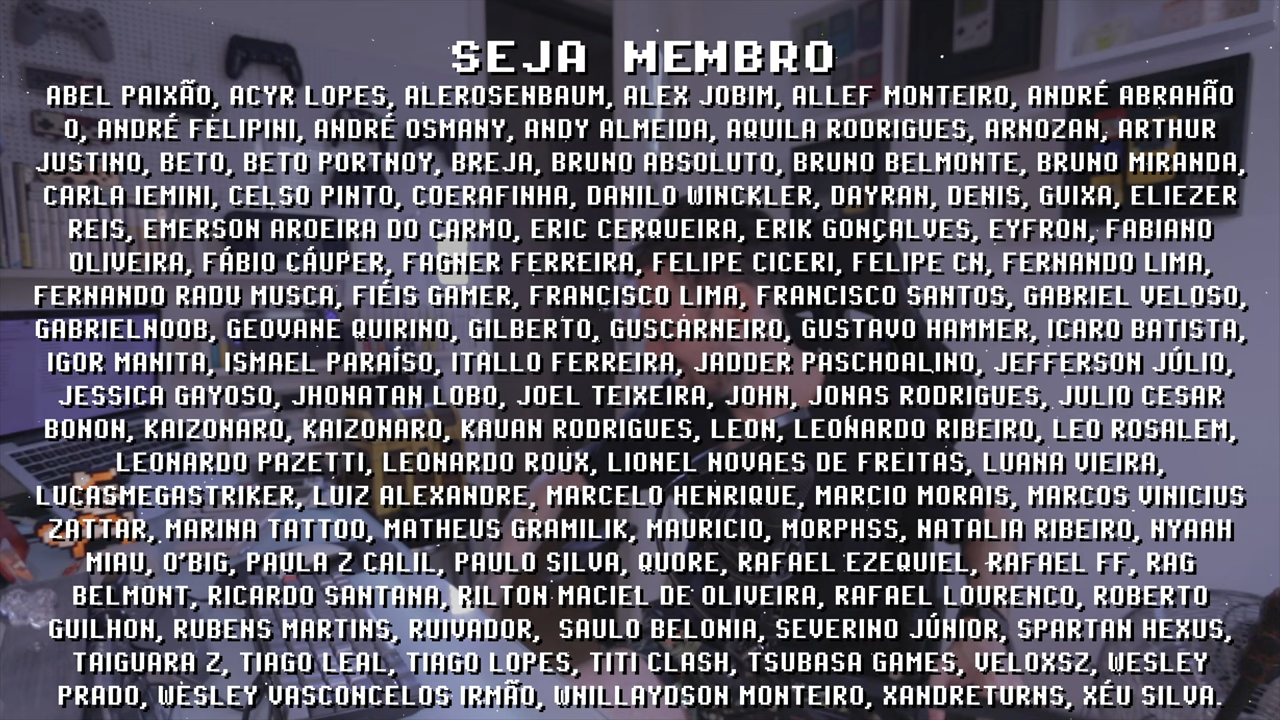 SEJA MEMBRO
ABEL PAIXÃO, ACYR LOPES, ALEROSENBAUM, ALEX JOBIM, ALLEF MONTEIRO, ANDRÉ ABRAHÃO
O, ANDRÉ FELIPINI, ANDRÉ OSMANY, ANDY ALMEIDA, AQUILA RODRIGUES, ARNOZAN, ARTHUR
JUSTINO, BETO, BETO PORTNOY, BREJA, BRUNO ABSOLUTO, BRUNO BELMONTE, BRUNO MIRANDA,
CARLA IEMINI, CELSO PINTO, COERAFINHA, DANILO WINCKLER, DAYRAN, DENIS, GUIXA, ELIEZER
REIS, EMERSON AROEIRA DO CARMO, ERIC CERQUEIRA, ERIK GONÇALVES, EYFRON, FABIANO
OLIVEIRA, FÁBIO CÁUPER, FAGNER FERREIRA, FELIPE CICERI, FELIPE CN, FERNANDO LIMA,
FERNANDO RADU MUSCA, FIÉIS GAMER, FRANCISCO LIMA, FRANCISCO SANTOS, GABRIEL VELOSO,
GABRIELNOOB, GEOVANE QUIRINO, GILBERTO, GUSCARNEIRO, GUSTAVO HAMMER, ICARO BATISTA,
IGOR MANITA, ISMAEL PARAÍSO, ITALLO FERREIRA, JADDER PASCHOALINO, JEFFERSON JÚLIO,
JESSICA GAYOSO, JHONATAN LOBO, JOEL TEIXEIRA, JOHN, JONAS RODRIGUES, JULIO CESAR
BONON, KAIZONARO, KAIZONARO, KAUAN RODRIGUES, LEON, LEONARDO RIBEIRO, LEO ROSALEM,
LEONARDO PAZETTI, LEONARDO ROUX, LIONEL NOVAES DE FREITAS, LUANA VIEIRA,
LUCASMEGASTRIKER, LUIZ ALEXANDRE, MARCELO HENRIQUE, MARCIO MORAIS, MARCOS VINICIUS
ZATTAR, MARINA TATTOO, MATHEUS GRAMILIK, MAURICIO, MORPHSS, NATALIA RIBEIRO, NYAAH
MIAU, O'BIG, PAULA Z CALIL, PAULO SILVA, QUORE, RAFAEL EZEQUIEL, RAFAEL FF, RAG
BELMONT, RICARDO SANTANA, RILTON MACIEL DE OLIVEIRA, RAFAEL LOURENCO, ROBERTO
GUILHON, RUBENS MARTINS, RUIVADOR, SAULO BELONIA, SEVERINO JÚNIOR, SPARTAN HEXUS,
TAIGUARA Z, TIAGO LEAL, TIAGO LOPES, TITI CLASH, TSUBASA GAMES, VELOXSZ, WESLEY
PRADO, WESLEY VASCONCELOS IRMÃO, WHILLAYDSON MONTEIRO, XANDRETURNS, XÉU SILVA.